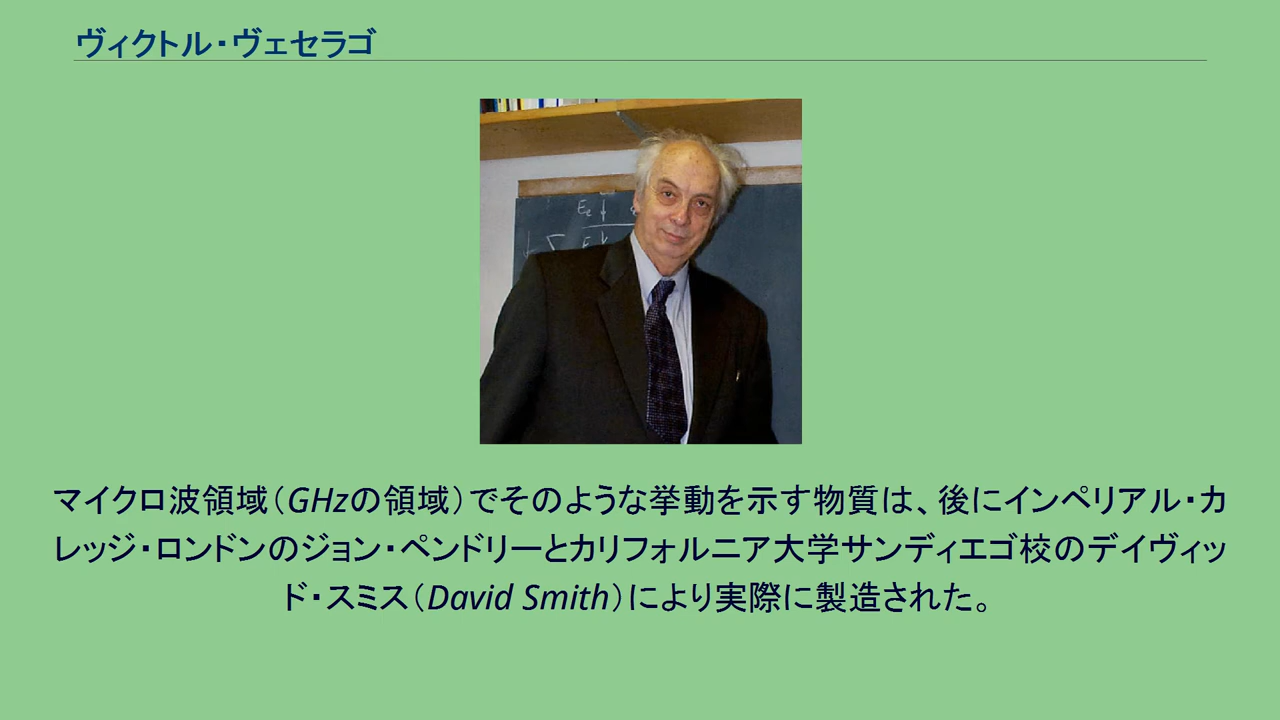 ヴィクトル・ヴェセラゴ
E₂
E
マイクロ波領域（GHzの領域）でそのような挙動を示す物質は、後にインペリアル・カ
レッジ・ロンドンのジョン・ペンドリーとカリフォルニア大学サンディエゴ校のデイヴィッ
ド・スミス（David Smith）により実際に製造された。